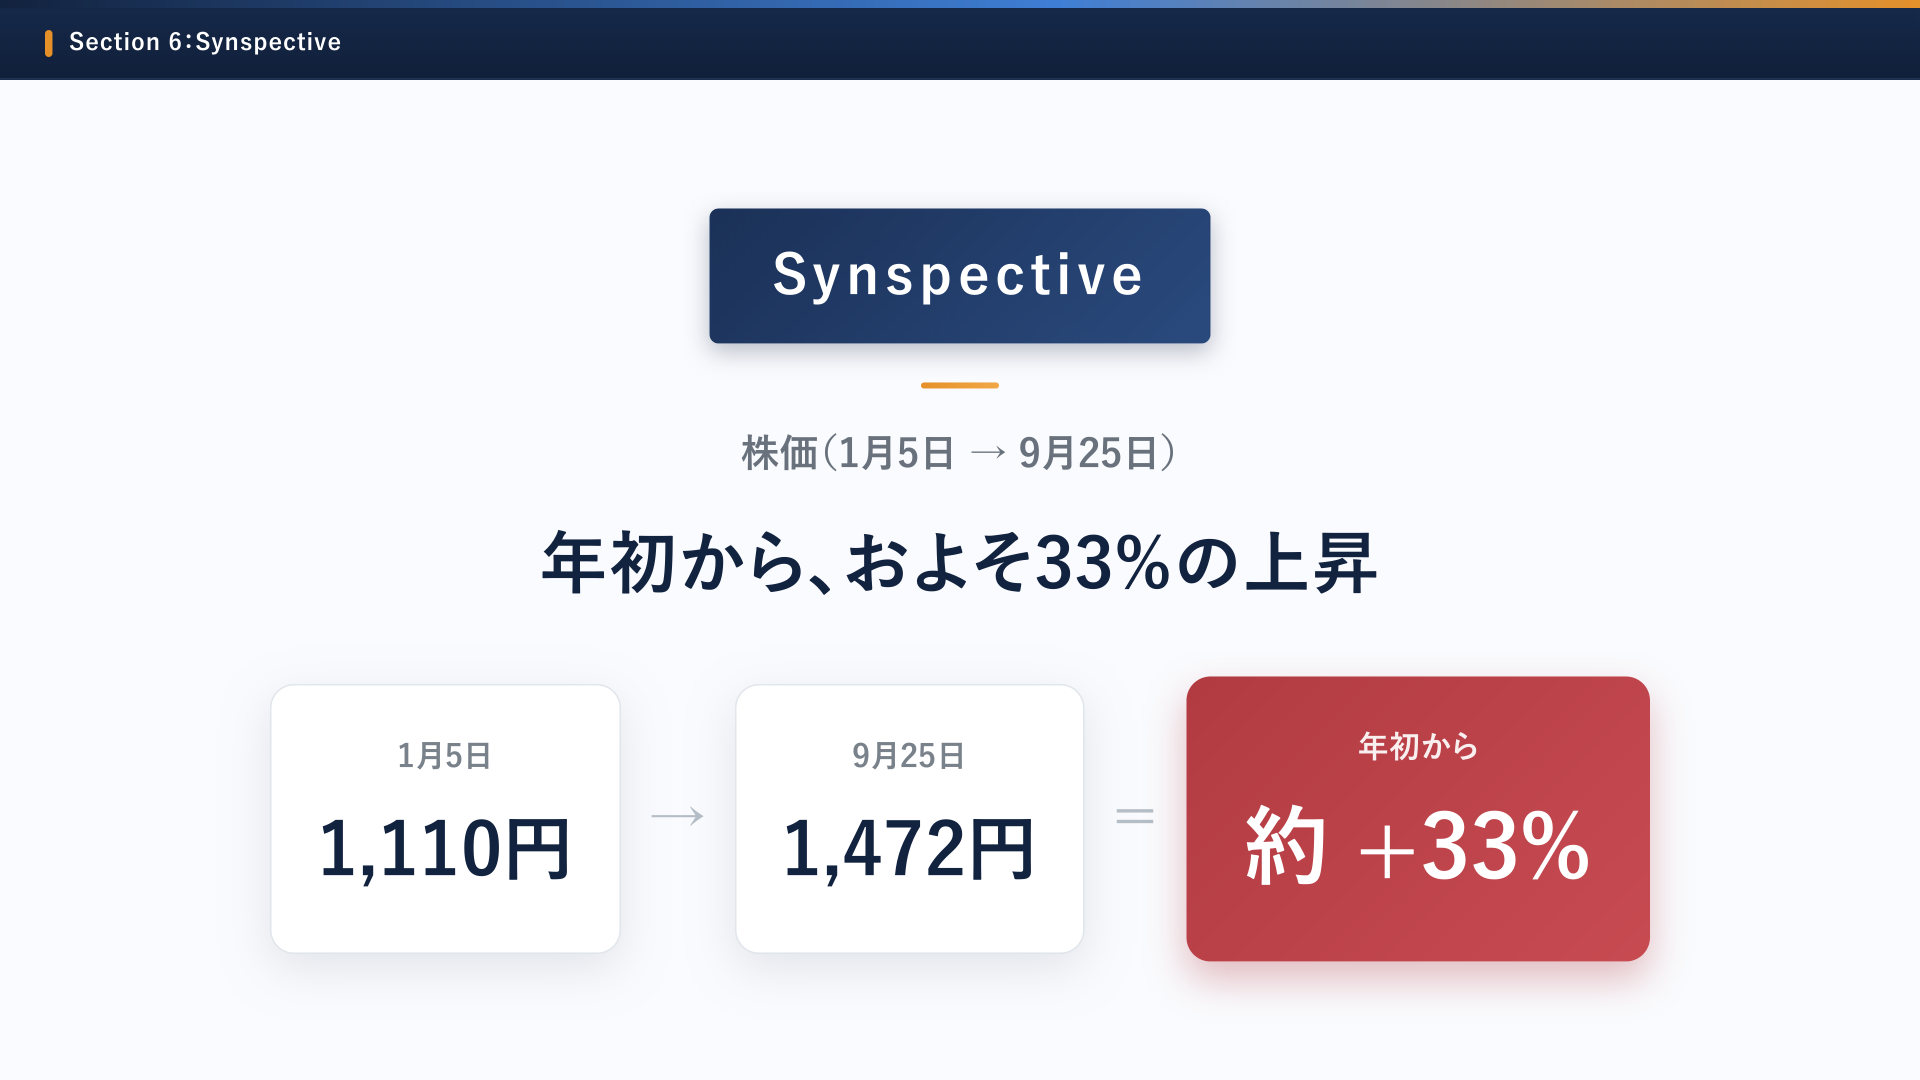 Section 6：Synspective
Synspective
株価（1月5日 → 9月25日）
年初から、およそ33%の上昇
1月5日
1,110円
→
9月25日
1,472円
＝
年初から
約 ＋33%